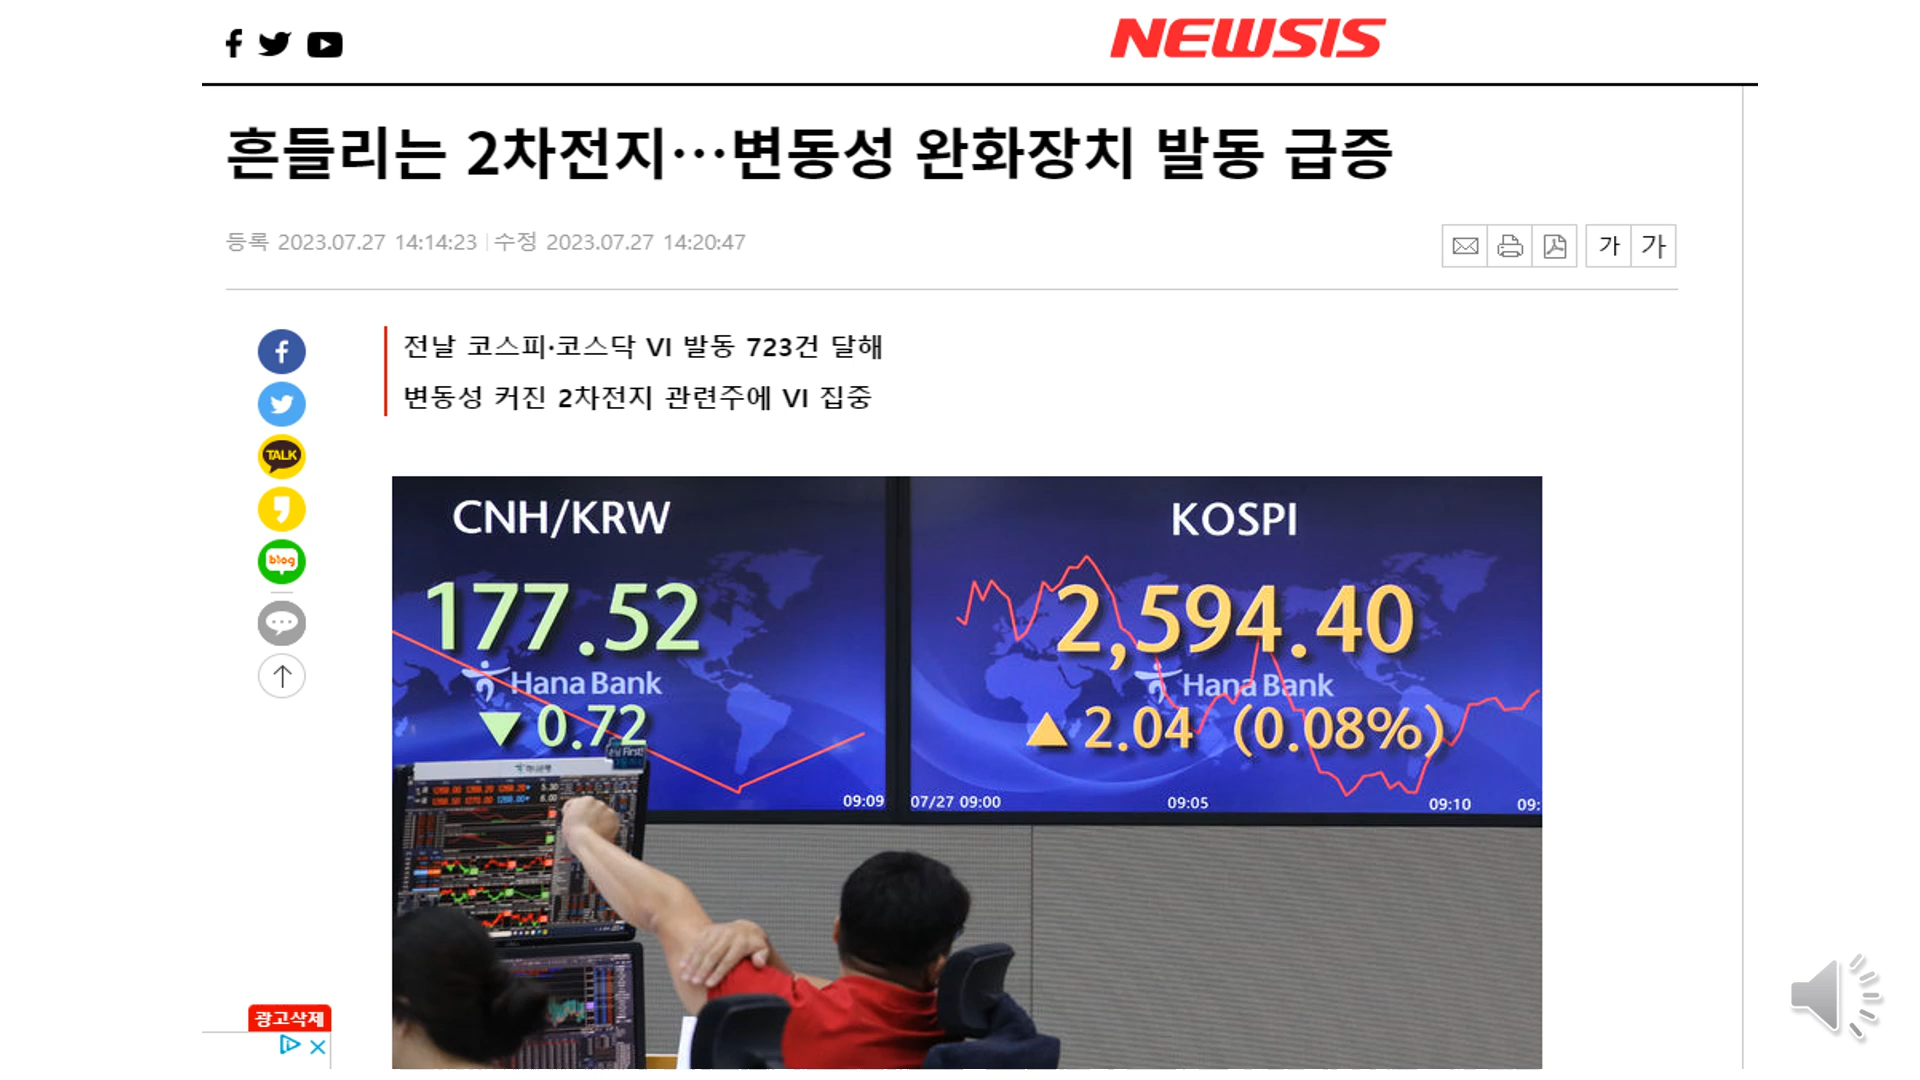 NEWSIS
흔들리는 2차전지…변동성 완화장치 발동 급증
등록 2023.07.27 14:14:23 | 수정 2023.07.27 14:20:47
가 가
전날 코스피·코스닥 VI 발동 723건 달해
변동성 커진 2차전지 관련주에 VI 집중
TALK
blog
CNH/KRW
177.52
Hana Bank
▼ 0.72
09:09
KOSPI
2,594.40
Hana Bank
▲ 2.04 (0.08%)
07/27 09:00 09:05 09:10 09:
광고삭제